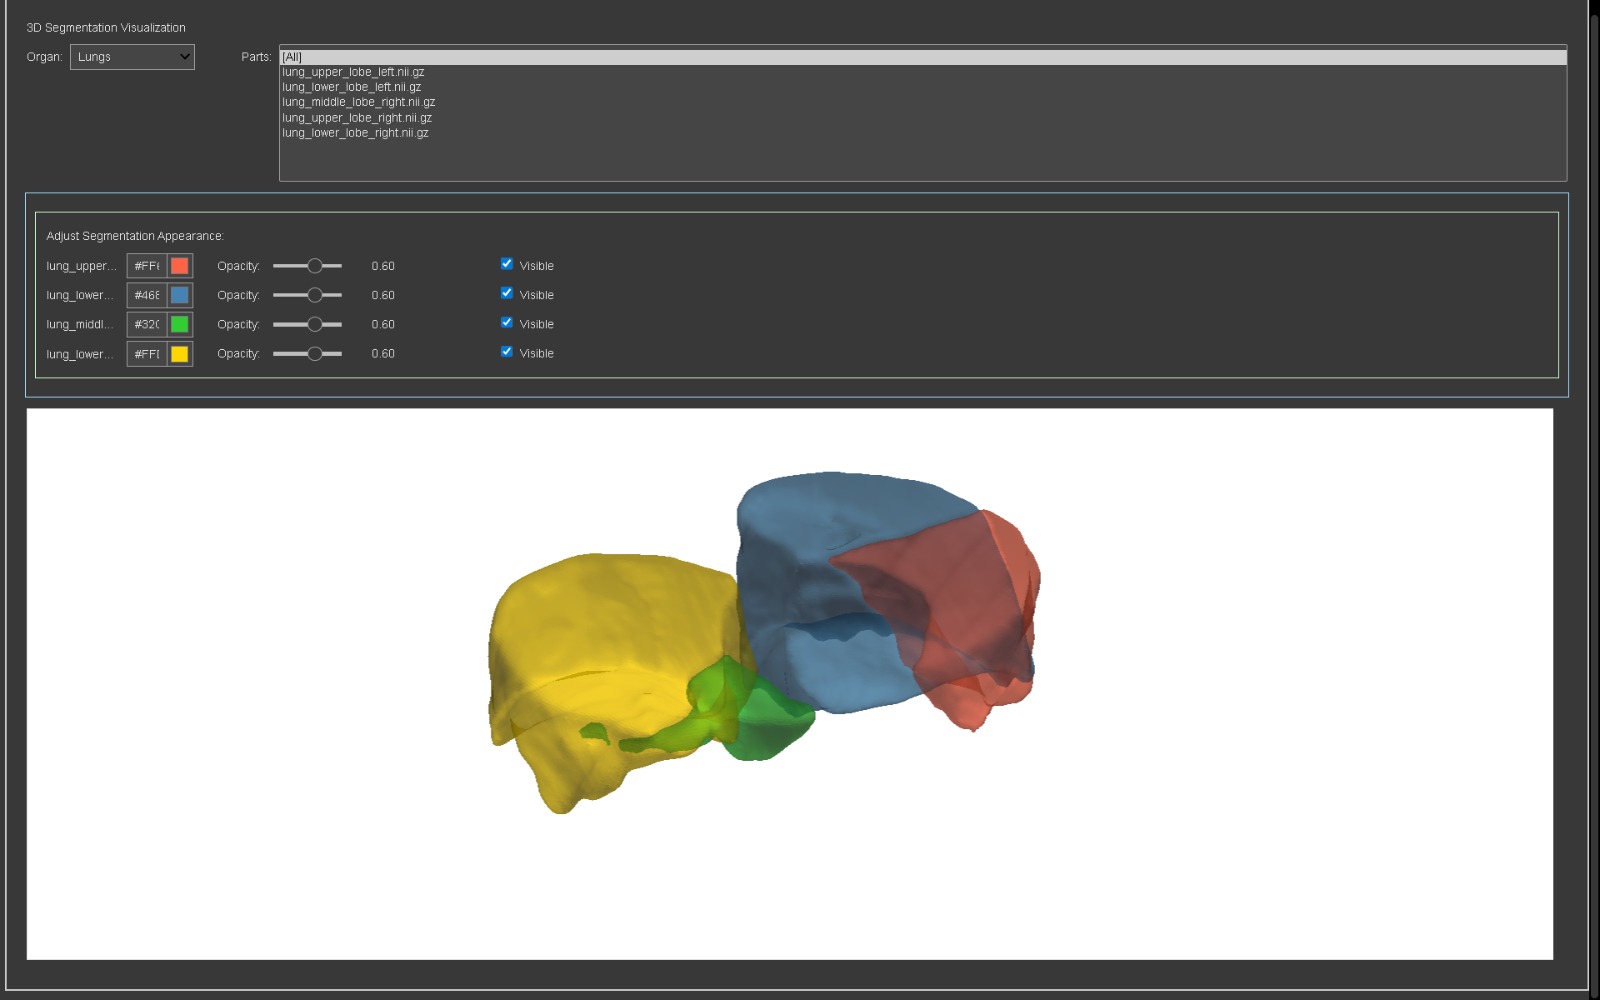 3D Segmentation Visualization
Organ: Lungs Parts: [All]
lung_upper_lobe_left.nii.gz
lung_lower_lobe_left.nii.gz
lung_middle_lobe_right.nii.gz
lung_upper_lobe_right.nii.gz
lung_lower_lobe_right.nii.gz
Adjust Segmentation Appearance:
lung_upper... #FF Opacity: 0.60 Visible
lung_lower... #468 Opacity: 0.60 Visible
lung_middl... #32C Opacity: 0.60 Visible
lung_lower... #FF Opacity: 0.60 Visible